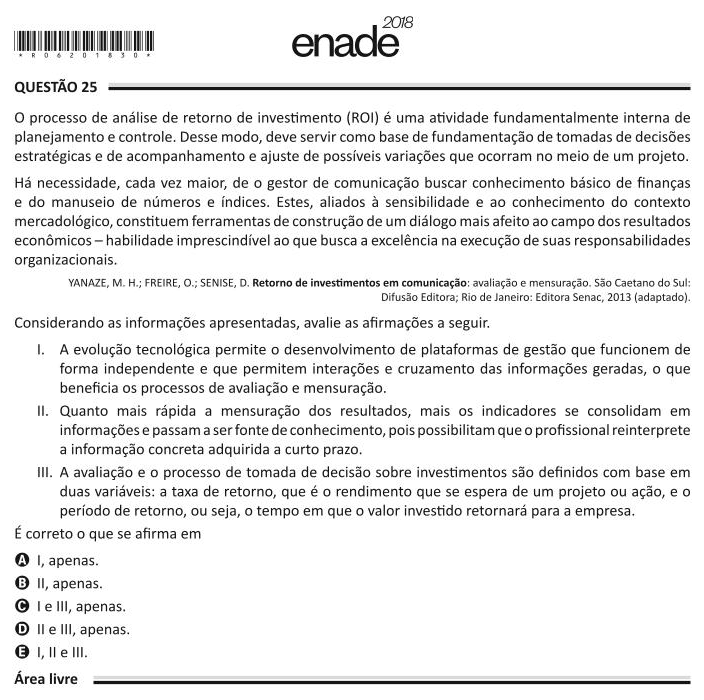 enade2018
*R06201830*
QUESTÃO 25
O processo de análise de retorno de investimento (ROI) é uma atividade fundamentalmente interna de
planejamento e controle. Desse modo, deve servir como base de fundamentação de tomadas de decisões
estratégicas e de acompanhamento e ajuste de possíveis variações que ocorram no meio de um projeto.
Há necessidade, cada vez maior, de o gestor de comunicação buscar conhecimento básico de finanças
e do manuseio de números e índices. Estes, aliados à sensibilidade e ao conhecimento do contexto
mercadológico, constituem ferramentas de construção de um diálogo mais afeito ao campo dos resultados
econômicos – habilidade imprescindível ao que busca a excelência na execução de suas responsabilidades
organizacionais.
YANAZE, M. H.; FREIRE, O.; SENISE, D. Retorno de investimentos em comunicação: avaliação e mensuração. São Caetano do Sul:
Difusão Editora; Rio de Janeiro: Editora Senac, 2013 (adaptado).
Considerando as informações apresentadas, avalie as afirmações a seguir.
I. A evolução tecnológica permite o desenvolvimento de plataformas de gestão que funcionem de
forma independente e que permitem interações e cruzamento das informações geradas, o que
beneficia os processos de avaliação e mensuração.
II. Quanto mais rápida a mensuração dos resultados, mais os indicadores se consolidam em
informações e passam a ser fonte de conhecimento, pois possibilitam que o profissional reinterprete
a informação concreta adquirida a curto prazo.
III. A avaliação e o processo de tomada de decisão sobre investimentos são definidos com base em
duas variáveis: a taxa de retorno, que é o rendimento que se espera de um projeto ou ação, e o
período de retorno, ou seja, o tempo em que o valor investido retornará para a empresa.
É correto o que se afirma em
A I, apenas.
B II, apenas.
C I e III, apenas.
D II e III, apenas.
E I, II e III.
Área livre